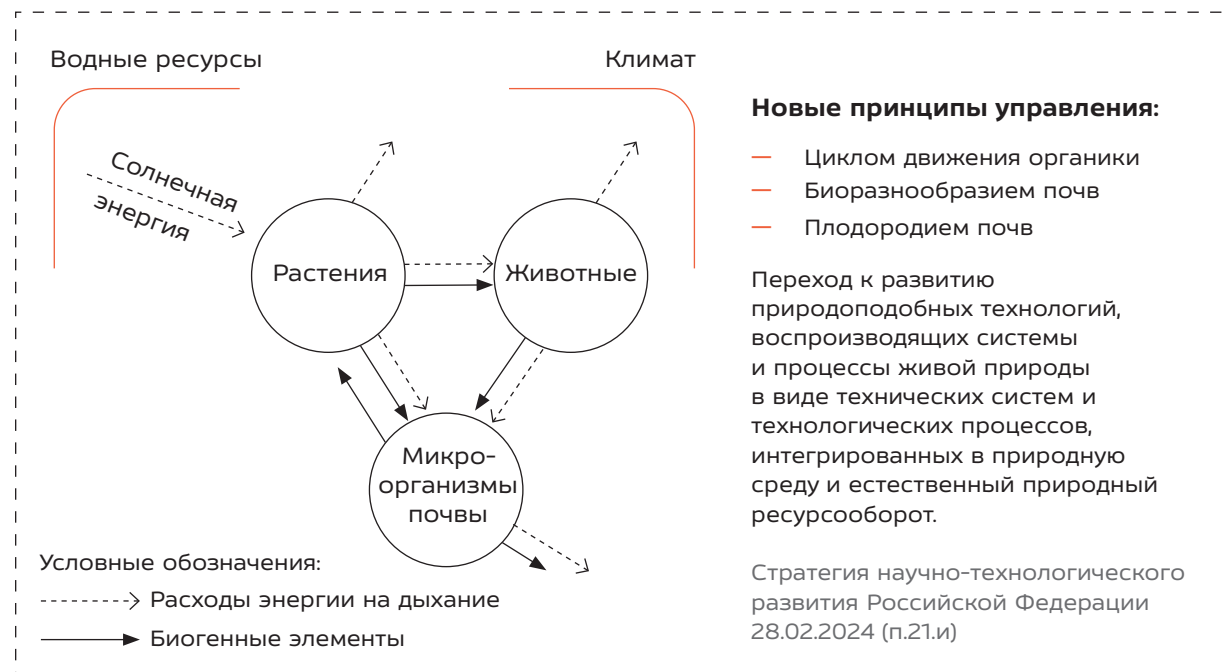 Водные ресурсы
Климат
Солнечная
энергия
Растения
Животные
Микро-
организмы
почвы
Условные обозначения:
Расходы энергии на дыхание
Биогенные элементы
Новые принципы управления:
— Циклом движения органики
— Биоразнообразием почв
— Плодородием почв
Переход к развитию
природоподобных технологий,
воспроизводящих системы
и процессы живой природы
в виде технических систем и
технологических процессов,
интегрированных в природную
среду и естественный природный
ресурсооборот.
Стратегия научно-технологического
развития Российской Федерации
28.02.2024 (п.21.и)